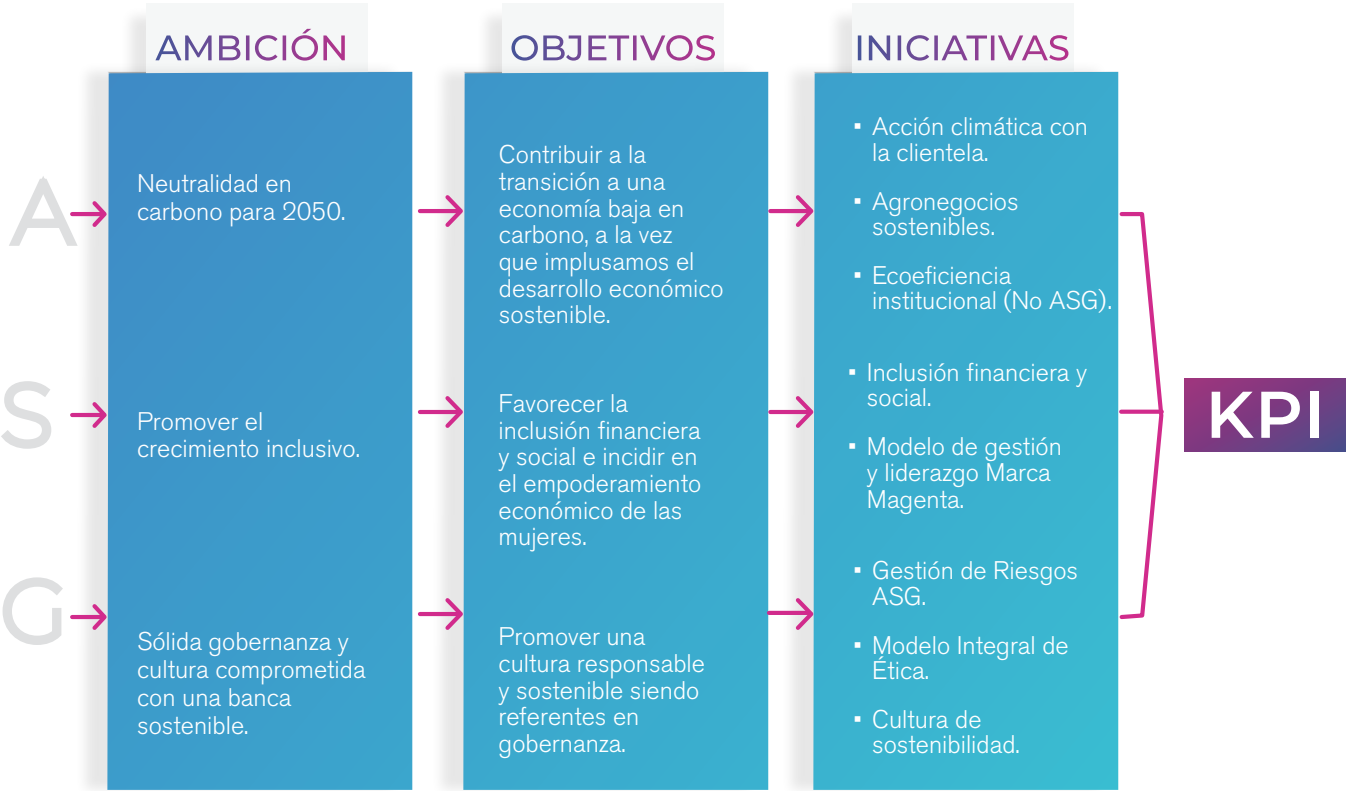 AMBICIÓN
OBJETIVOS
INICIATIVAS
A
Neutralidad en
carbono para 2050.
Contribuir a la
transición a una
economía baja en
carbono, a la vez
que implusamos el
desarrollo económico
sostenible.
▪ Acción climática con
la clientela.
▪ Agronegocios
sostenibles.
▪ Ecoeficiencia
institucional (No ASG).
S
Promover el
crecimiento inclusivo.
Favorecer la
inclusión financiera
y social e incidir en
el empoderamiento
económico de las
mujeres.
▪ Inclusión financiera y
social.
▪ Modelo de gestión
y liderazgo Marca
Magenta.
G
Sólida gobernanza y
cultura comprometida
con una banca
sostenible.
Promover una
cultura responsable
y sostenible siendo
referentes en
gobernanza.
▪ Gestión de Riesgos
ASG.
▪ Modelo Integral de
Ética.
▪ Cultura de
sostenibilidad.
KPI